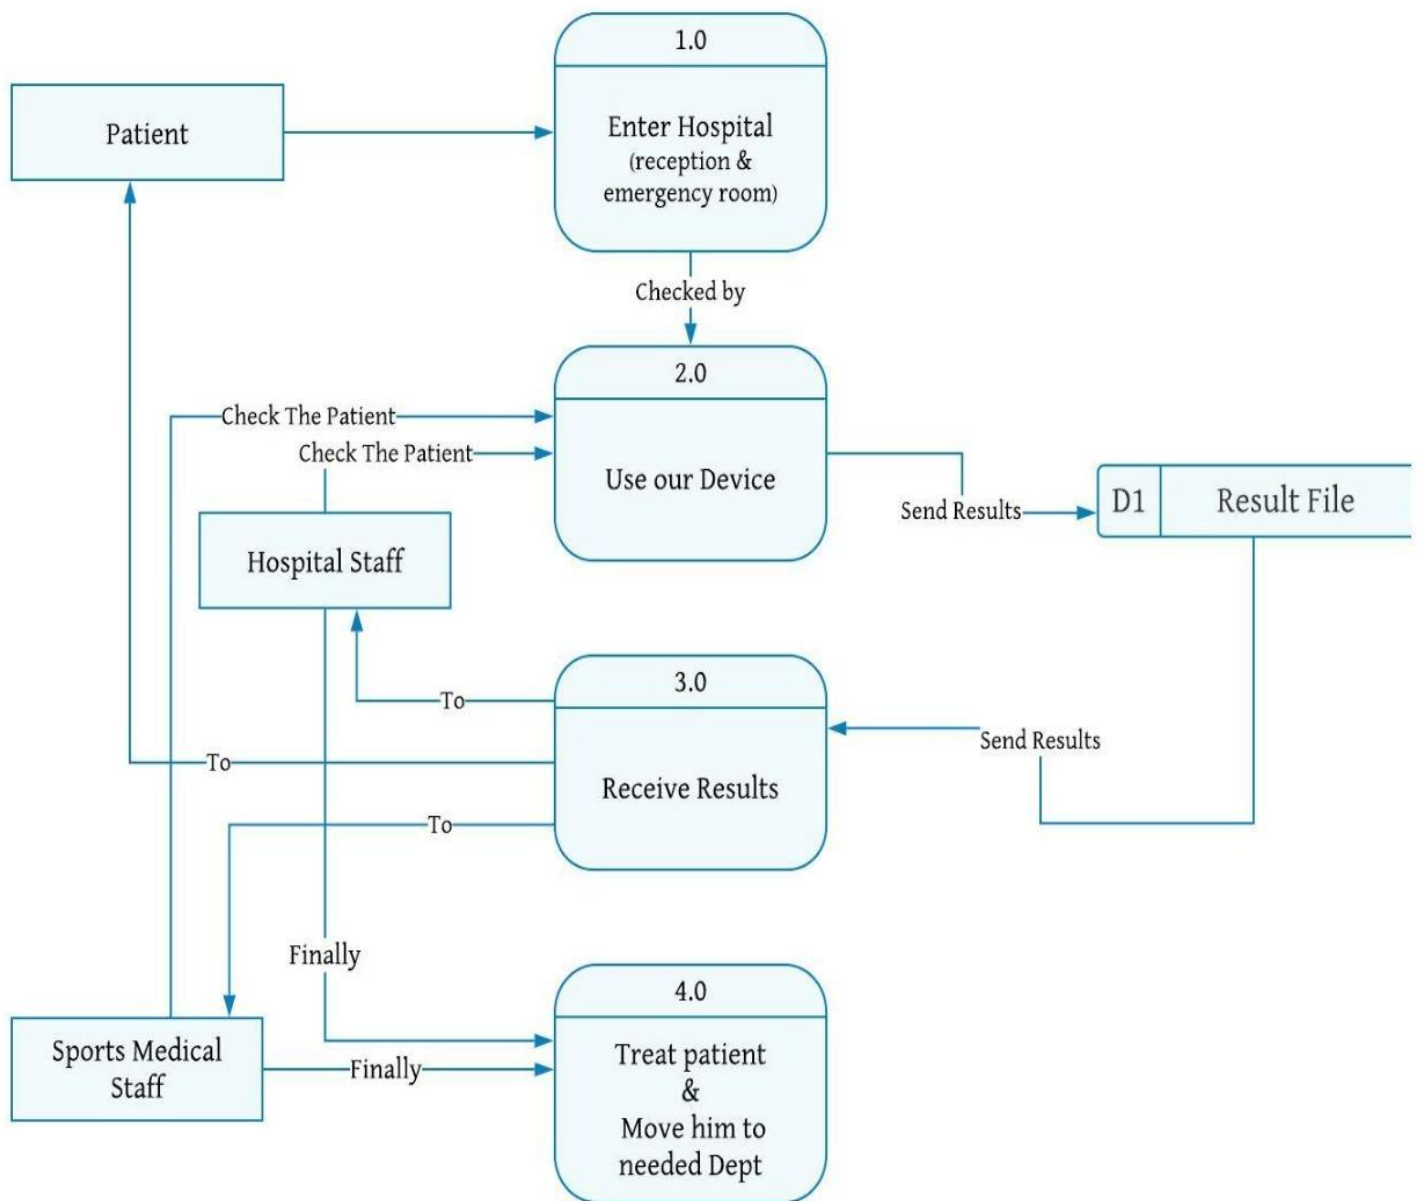 1.0
Patient
Enter Hospital
(reception &
emergency room)
Checked by
2.0
Check The Patient
Check The Patient
Use our Device
Send Results
D1
Result File
Hospital Staff
3.0
To
Send Results
To
Receive Results
To
Finally
4.0
Sports Medical
Staff
Finally
Treat patient
&
Move him to
needed Dept